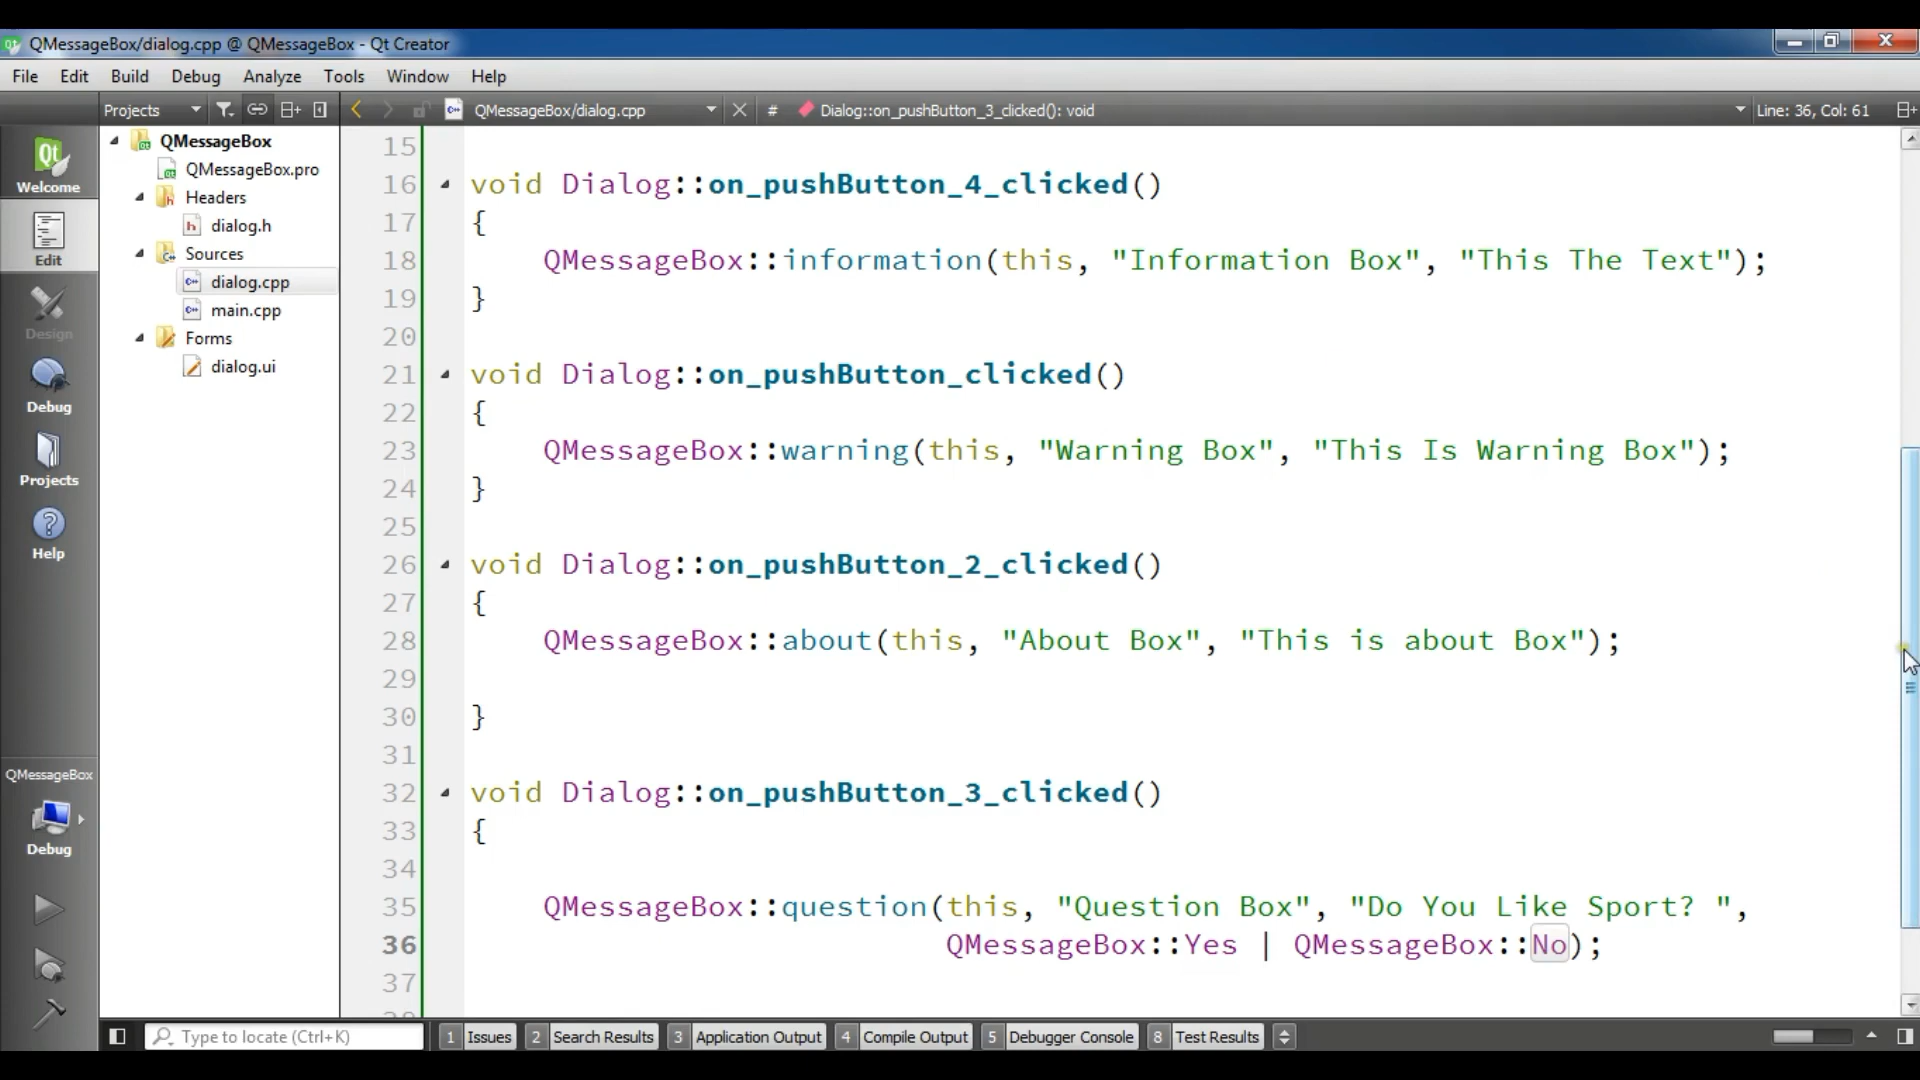 QMessageBox/dialog.cpp @ QMessageBox - Qt Creator
File Edit Build Debug Analyze Tools Window Help
Projects QMessageBox/dialog.cpp # Dialog::on_pushButton_3_clicked(): void Line: 36, Col: 61
Welcome
Edit
Design
Debug
Projects
Help
QMessageBox
Debug
QMessageBox
QMessageBox.pro
Headers
dialog.h
Sources
dialog.cpp
main.cpp
Forms
dialog.ui
15
16 void Dialog::on_pushButton_4_clicked()
17 {
18 QMessageBox::information(this, "Information Box", "This The Text");
19 }
20
21 void Dialog::on_pushButton_clicked()
22 {
23 QMessageBox::warning(this, "Warning Box", "This Is Warning Box");
24 }
25
26 void Dialog::on_pushButton_2_clicked()
27 {
28 QMessageBox::about(this, "About Box", "This is about Box");
29
30 }
31
32 void Dialog::on_pushButton_3_clicked()
33 {
34
35 QMessageBox::question(this, "Question Box", "Do You Like Sport? ",
36 QMessageBox::Yes | QMessageBox::No);
37
Type to locate (Ctrl+K) 1 Issues 2 Search Results 3 Application Output 4 Compile Output 5 Debugger Console 8 Test Results